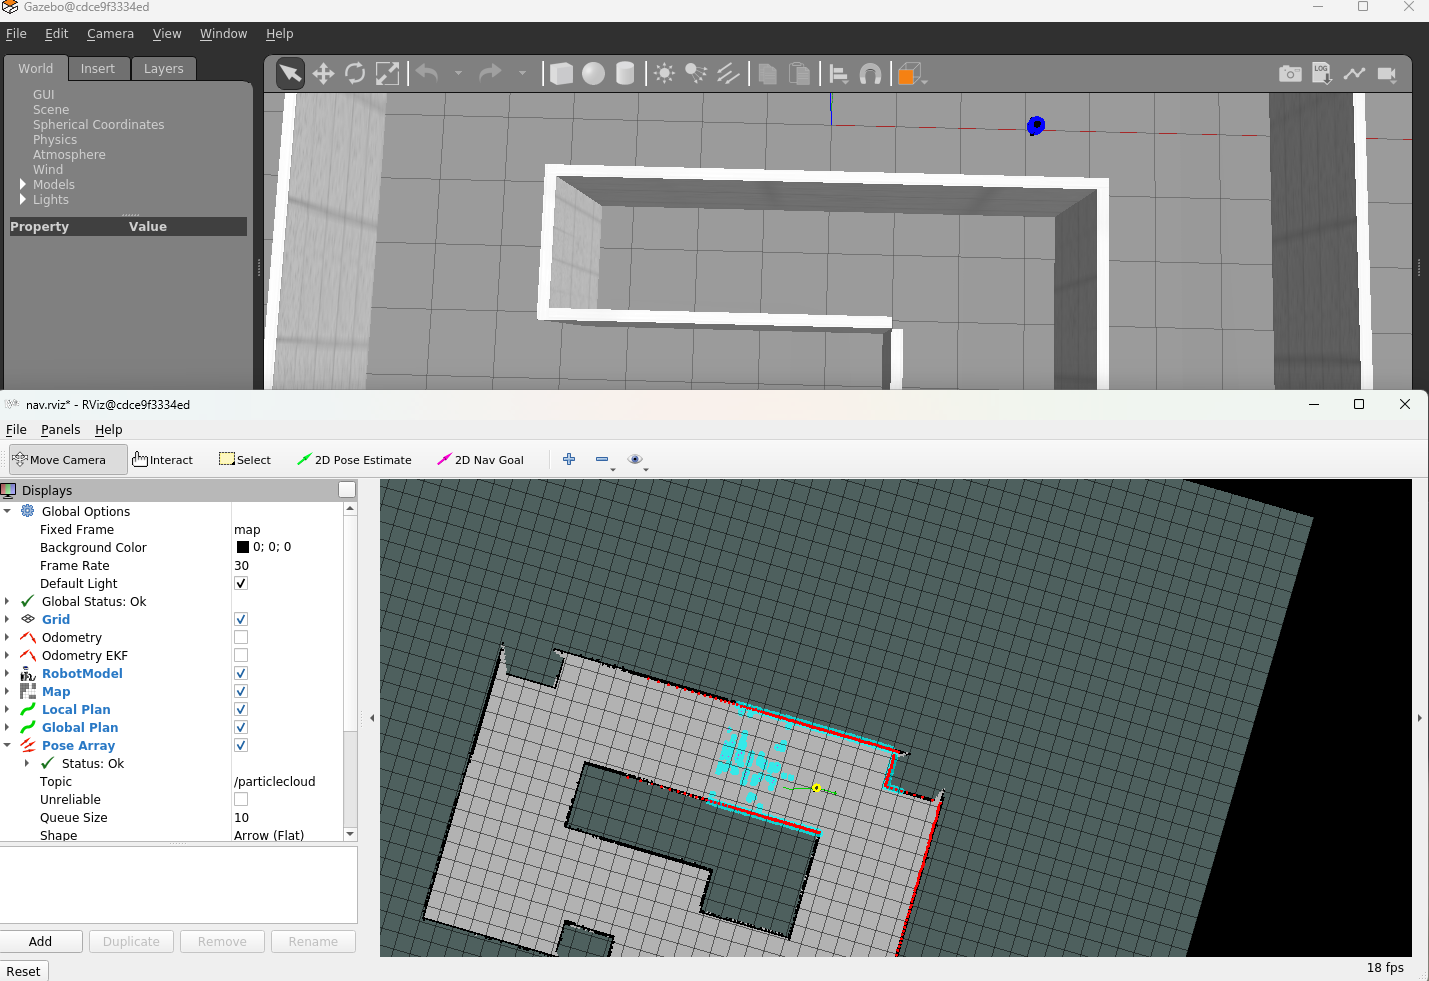 Gazebo@cdce9f3334ed
File Edit Camera View Window Help
World Insert Layers
LOG
GUI
Scene
Spherical Coordinates
Physics
Atmosphere
Wind
Models
Lights
Property Value
nav.rviz* - RViz@cdce9f3334ed
File Panels Help
Move Camera Interact Select 2D Pose Estimate 2D Nav Goal
Displays
Global Options
Fixed Frame map
Background Color 0; 0; 0
Frame Rate 30
Default Light
Global Status: Ok
Grid
Odometry
Odometry EKF
RobotModel
Map
Local Plan
Global Plan
Pose Array
Status: Ok
Topic /particlecloud
Unreliable
Queue Size 10
Shape Arrow (Flat)
Add Duplicate Remove Rename
Reset 18 fps